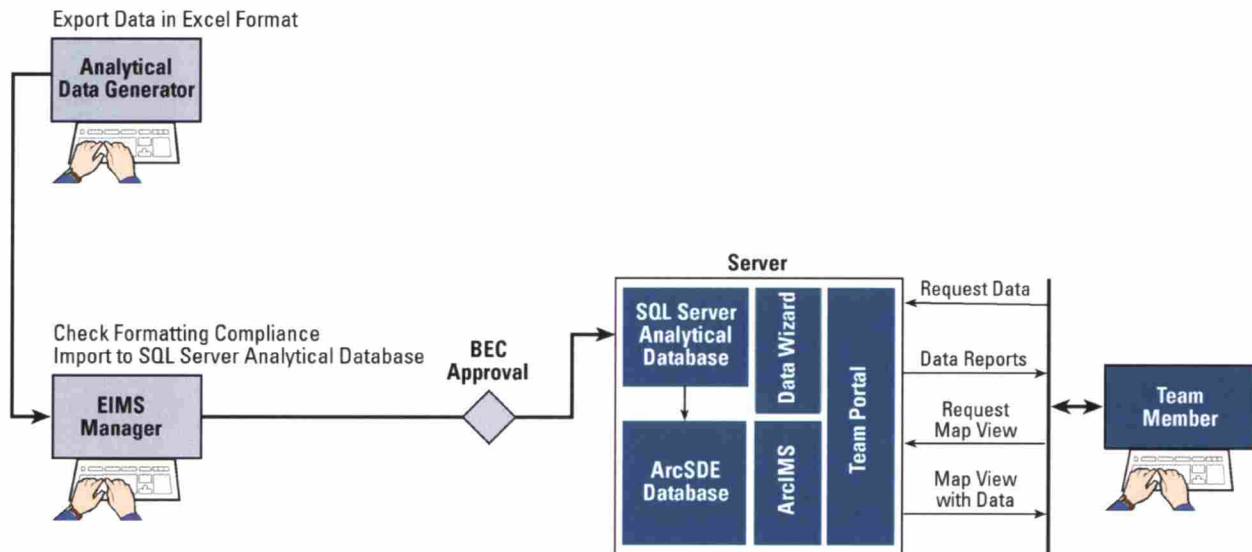 Export Data in Excel Format
Analytical
Data Generator
Check Formatting Compliance
Import to SQL Server Analytical Database
EIMS
Manager
BEC
Approval
Server
SQL Server
Analytical
Database
ArcSDE
Database
Data Wizard
ArcIMS
Team Portal
Request Data
Data Reports
Request
Map View
Map View
with Data
Team
Member